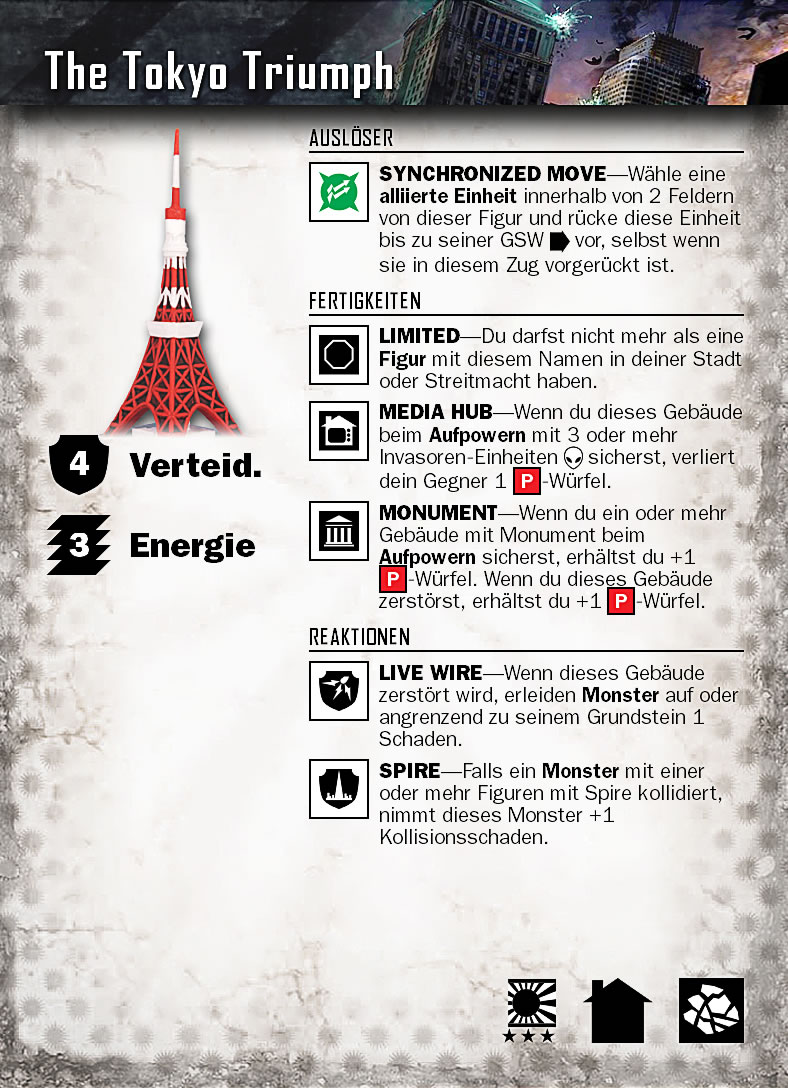 The Tokyo Triumph
AUSLÖSER
SYNCHRONIZED MOVE—Wähle eine
alliierte Einheit innerhalb von 2 Feldern
von dieser Figur und rücke diese Einheit
bis zu seiner GSW vor, selbst wenn
sie in diesem Zug vorgerückt ist.
FERTIGKEITEN
LIMITED—Du darfst nicht mehr als eine
Figur mit diesem Namen in deiner Stadt
oder Streitmacht haben.
MEDIA HUB—Wenn du dieses Gebäude
beim Aufpowern mit 3 oder mehr
Invasoren-Einheiten sicherst, verliert
dein Gegner 1 P-Würfel.
MONUMENT—Wenn du ein oder mehr
Gebäude mit Monument beim
Aufpowern sicherst, erhältst du +1
P-Würfel. Wenn du dieses Gebäude
zerstörst, erhältst du +1 P-Würfel.
REAKTIONEN
LIVE WIRE—Wenn dieses Gebäude
zerstört wird, erleiden Monster auf oder
angrenzend zu seinem Grundstein 1
Schaden.
SPIRE—Falls ein Monster mit einer
oder mehr Figuren mit Spire kollidiert,
nimmt dieses Monster +1
Kollisionsschaden.
4 Verteid.
3 Energie